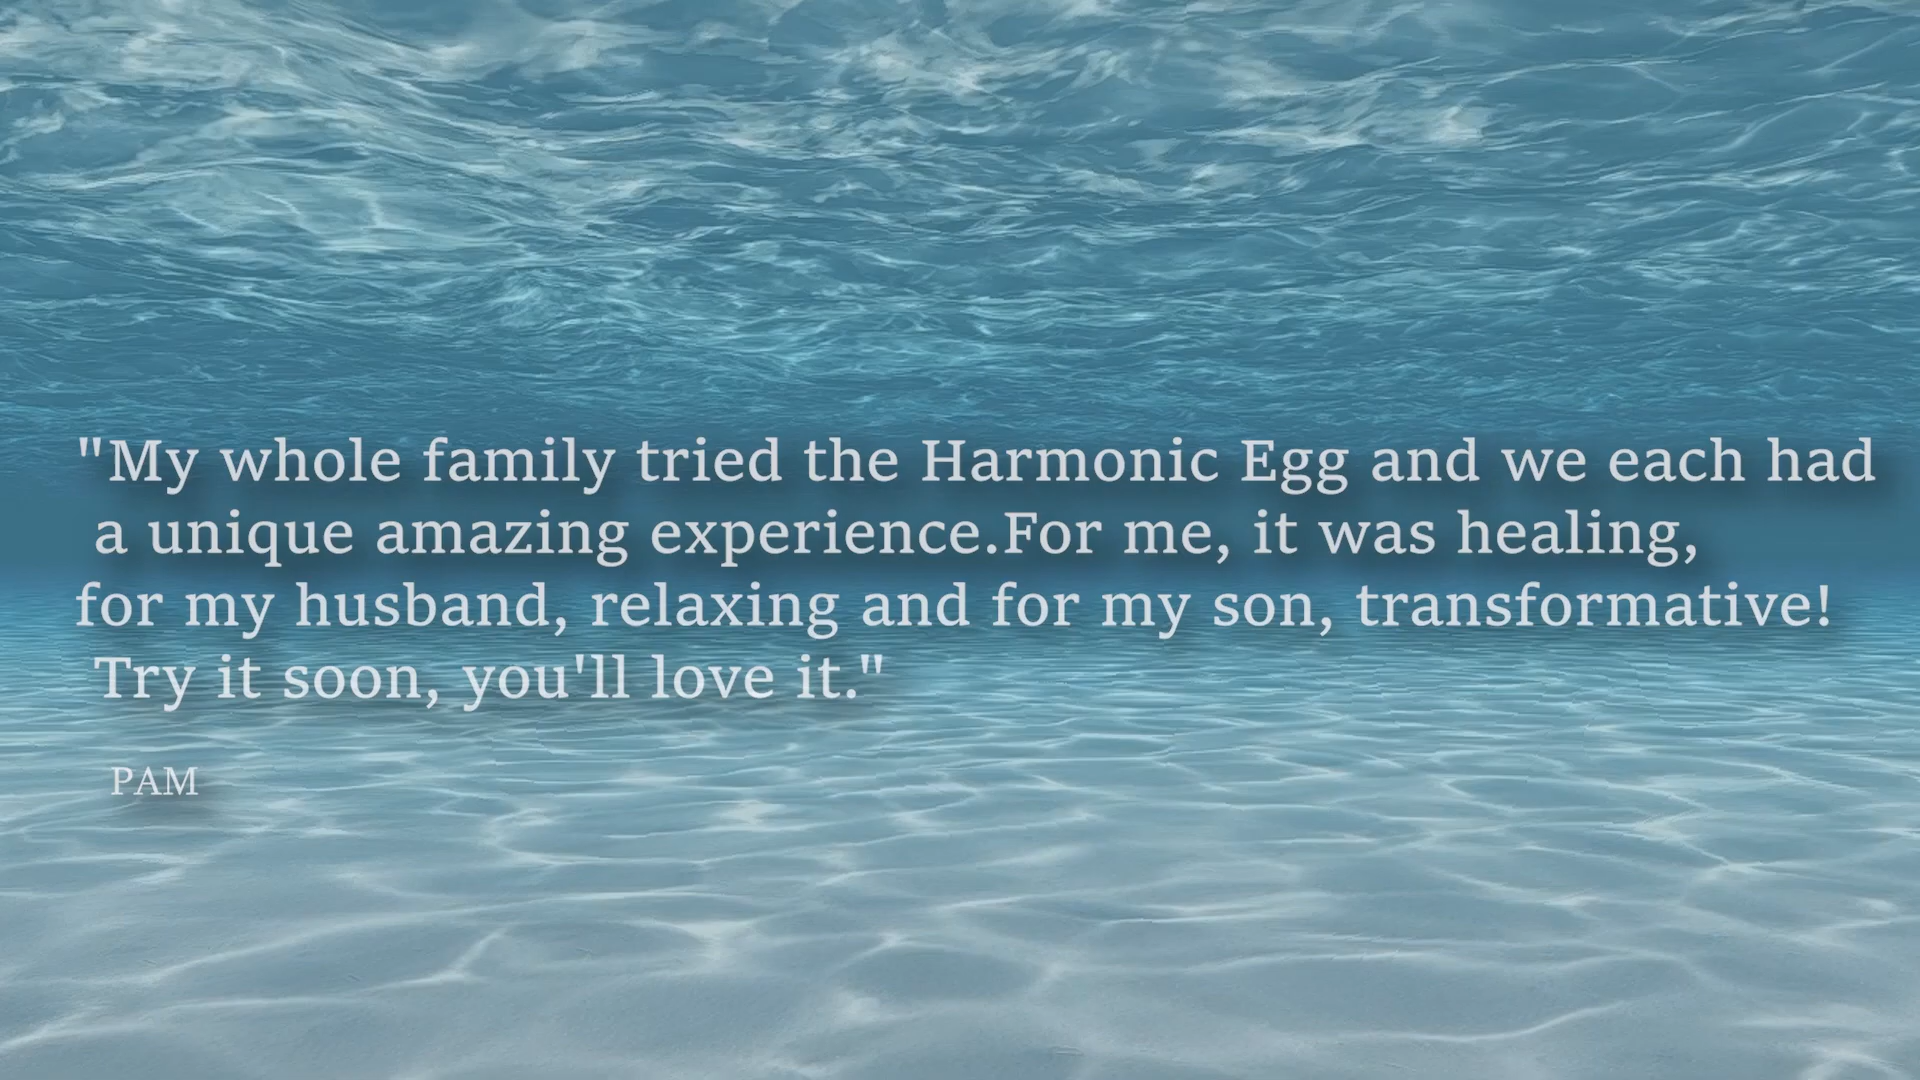 "My whole family tried the Harmonic Egg and we each had
a unique amazing experience.For me, it was healing,
for my husband, relaxing and for my son, transformative!
Try it soon, you'll love it."
PAM